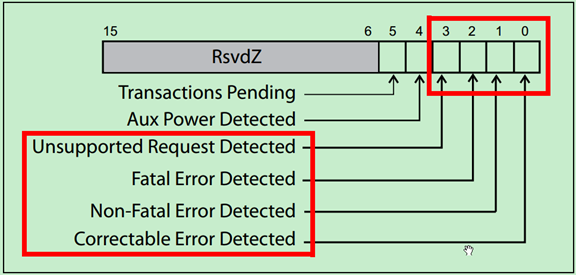 15 6 5 4 3 2 1 0
RsvdZ
Transactions Pending
Aux Power Detected
Unsupported Request Detected
Fatal Error Detected
Non-Fatal Error Detected
Correctable Error Detected